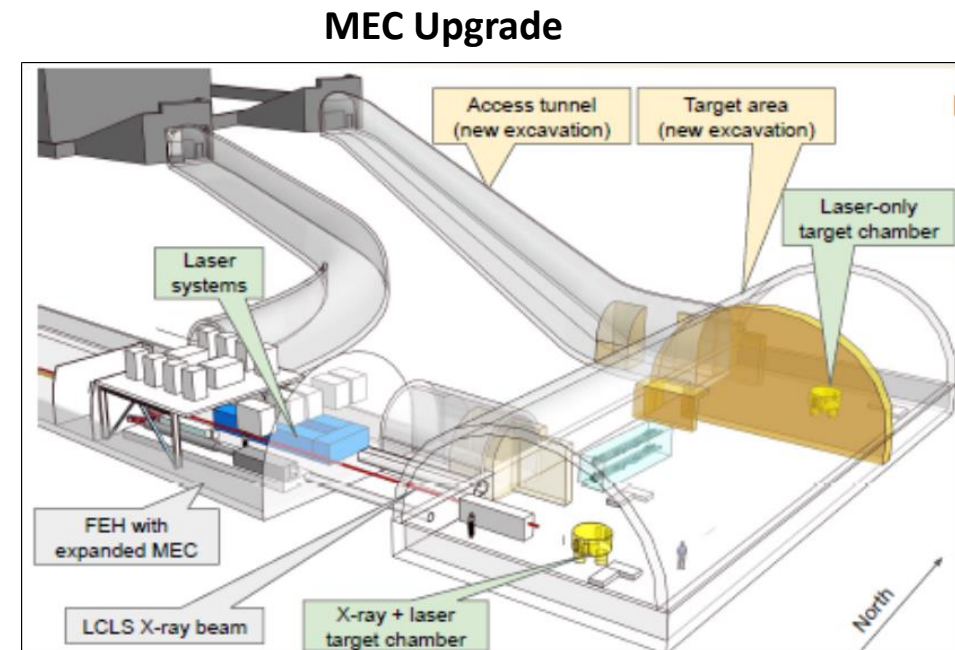 MEC Upgrade
Access tunnel
(new excavation)
Target area
(new excavation)
Laser-only
target chamber
Laser
systems
FEH with
expanded MEC
LCLS X-ray beam
X-ray + laser
target chamber
North